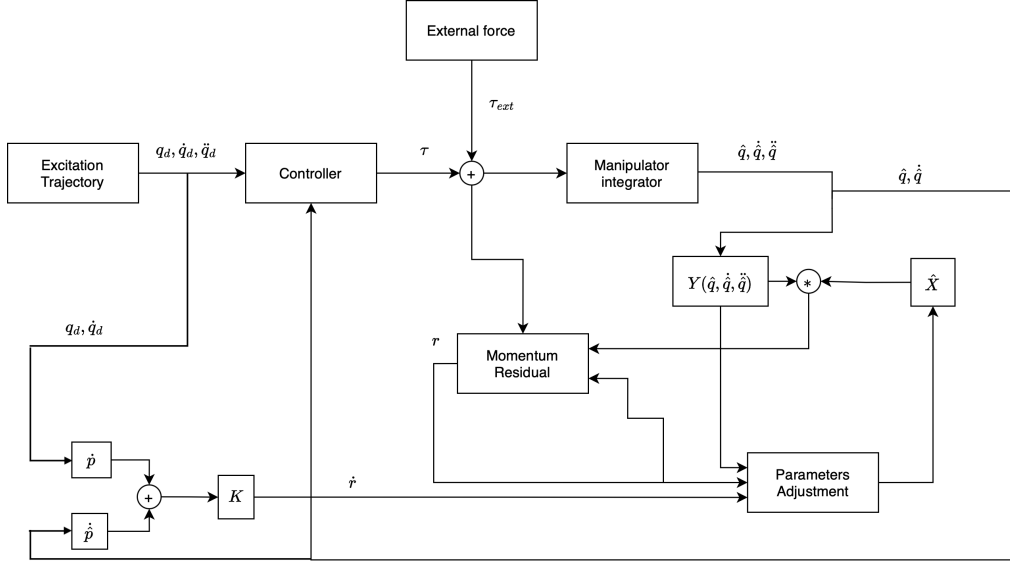 External force
τ_ext
q_d, q̇_d, q̈_d
τ
q̂, q̂̇, q̂̈
q̂, q̂̇
Excitation
Trajectory
Controller
+
Manipulator
integrator
Y(q̂, q̂̇, q̂̈)
*
X̂
q_d, q̇_d
r
Momentum
Residual
ṗ
+
K
ṙ
Parameters
Adjustment
p̂̇